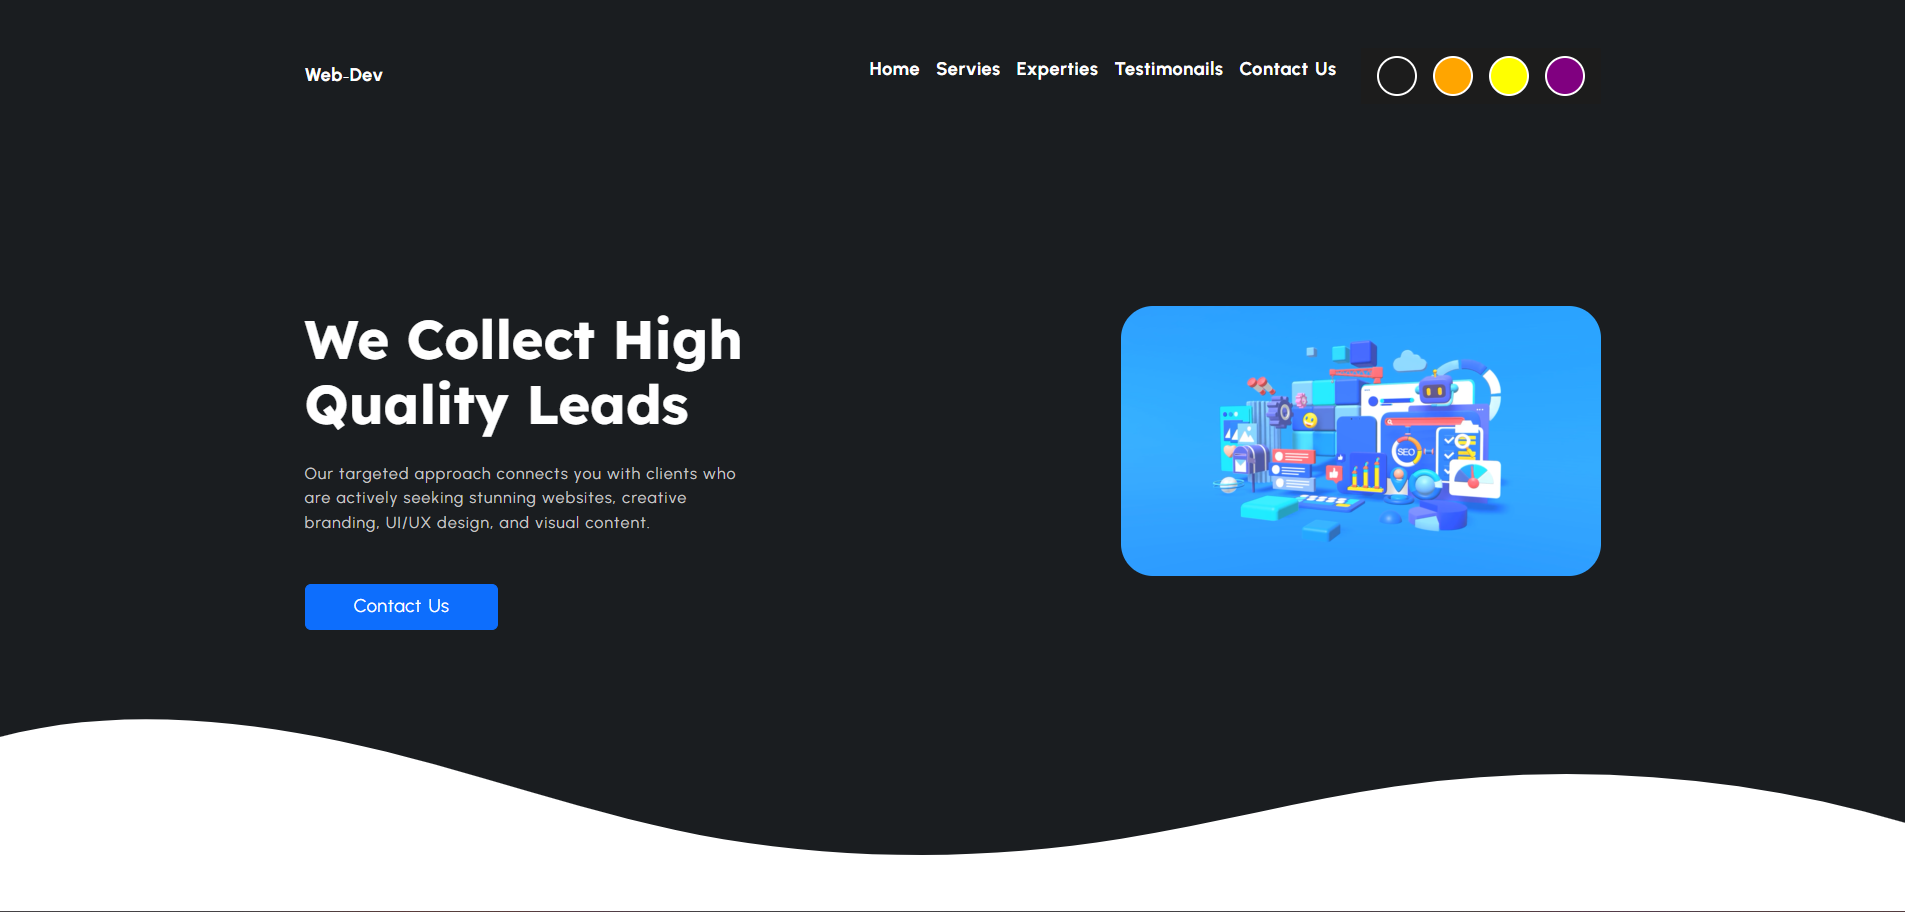 Web-Dev
Home Servies Experties Testimonails Contact Us
We Collect High
Quality Leads
Our targeted approach connects you with clients who
are actively seeking stunning websites, creative
branding, UI/UX design, and visual content.
Contact Us
SEO